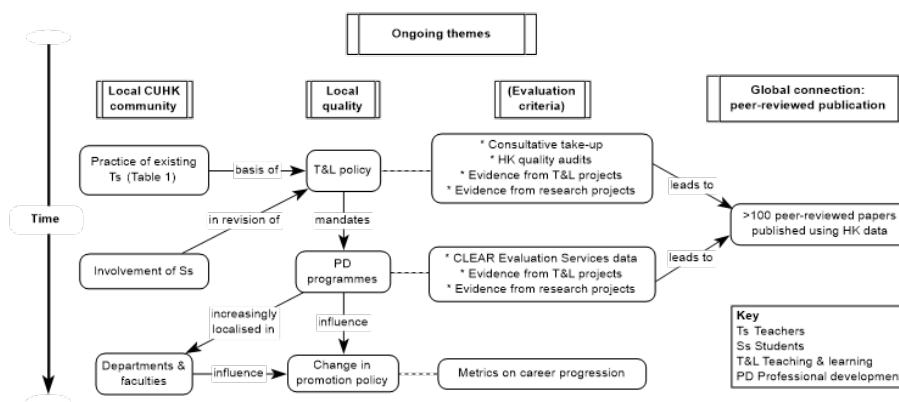 Ongoing themes
Local CUHK
community
Local
quality
(Evaluation
criteria)
Global connection:
peer-reviewed publication
Practice of existing
Ts (Table 1)
basis of
T&L policy
* Consultative take-up
* HK quality audits
* Evidence from T&L projects
* Evidence from research projects
leads to
Time
in revision of
mandates
>100 peer-reviewed papers
published using HK data
Involvement of Ss
PD
programmes
* CLEAR Evaluation Services data
* Evidence from T&L projects
* Evidence from research projects
leads to
increasingly
localised in
influence
Key
Ts Teachers
Ss Students
T&L Teaching & learning
PD Professional development
Departments &
faculties
influence
Change in
promotion policy
Metrics on career progression